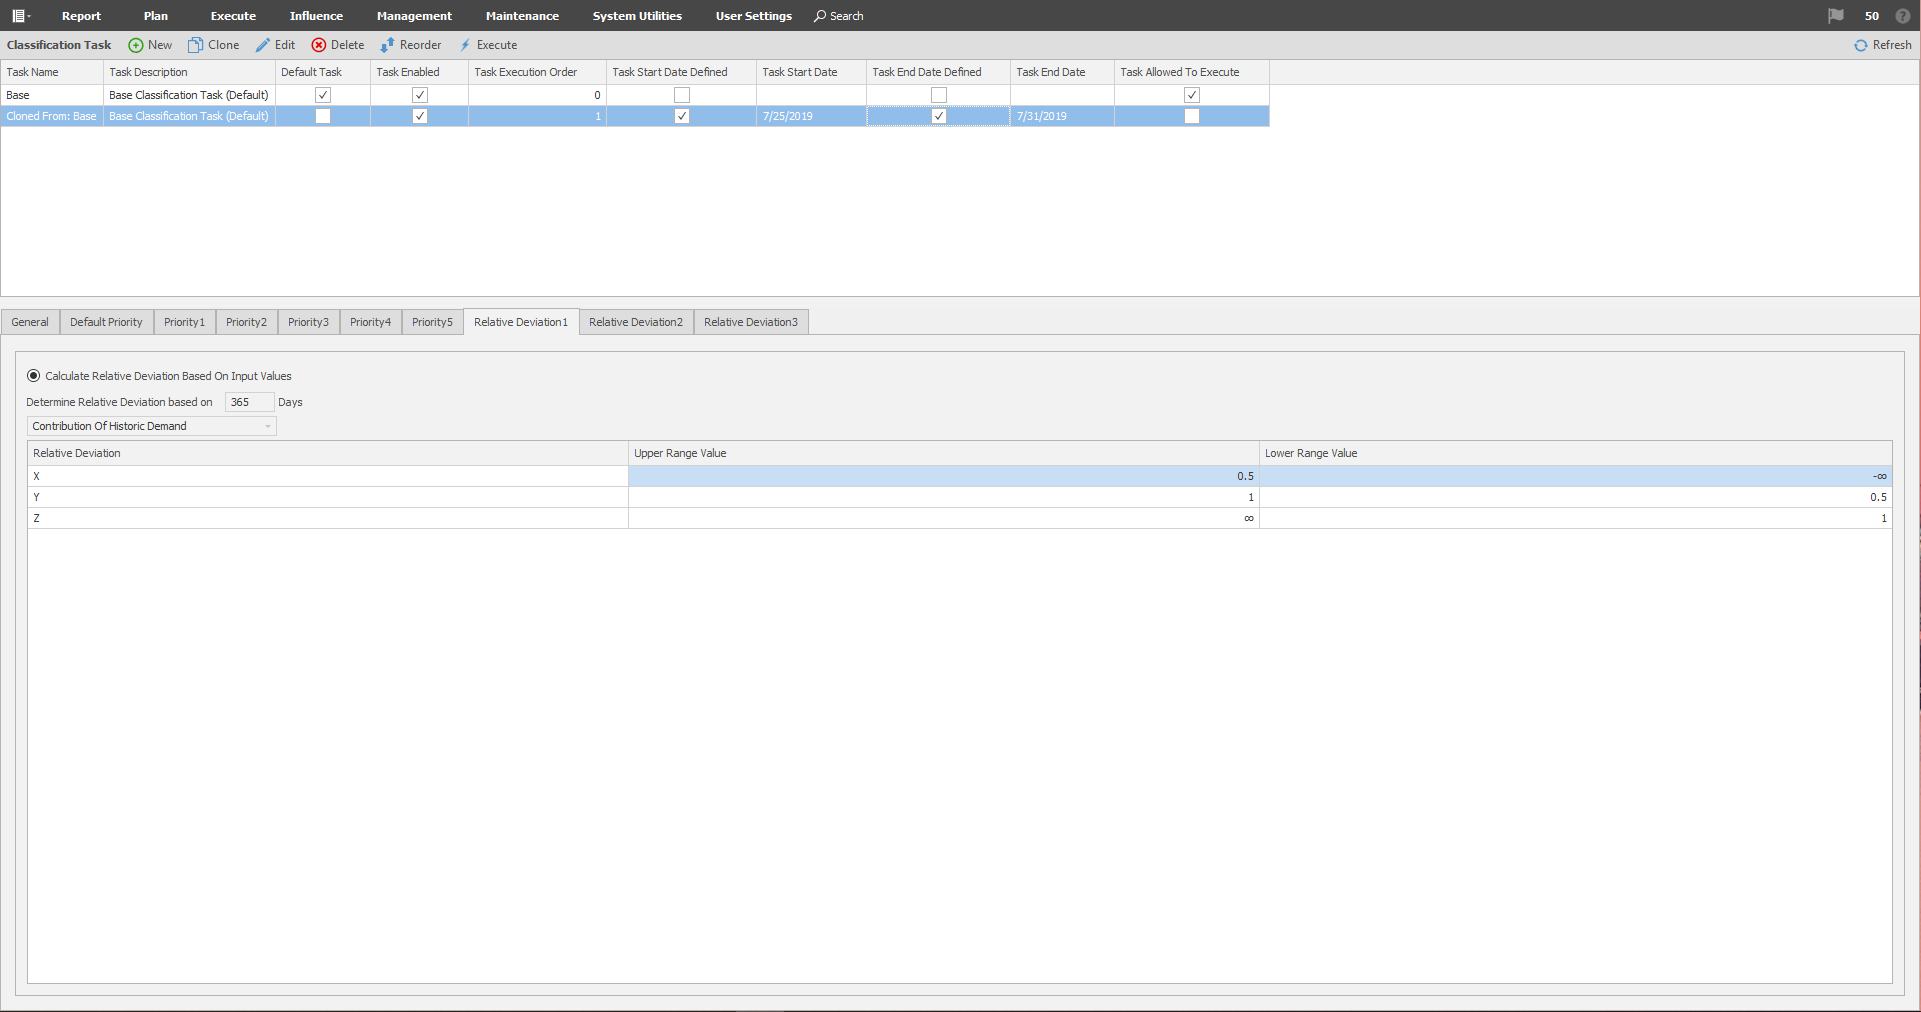 Report Plan Execute Influence Management Maintenance System Utilities User Settings Search 50 ?
Classification Task New Clone Edit Delete Reorder Execute Refresh
Task Name Task Description Default Task Task Enabled Task Execution Order Task Start Date Defined Task Start Date Task End Date Defined Task End Date Task Allowed To Execute
Base Base Classification Task (Default) 0
Cloned From: Base Base Classification Task (Default) 1 7/25/2019 7/31/2019
General Default Priority Priority1 Priority2 Priority3 Priority4 Priority5 Relative Deviation1 Relative Deviation2 Relative Deviation3
Calculate Relative Deviation Based On Input Values
Determine Relative Deviation based on 365 Days
Contribution Of Historic Demand
Relative Deviation Upper Range Value Lower Range Value
X 0.5 -∞
Y 1 0.5
Z ∞ 1